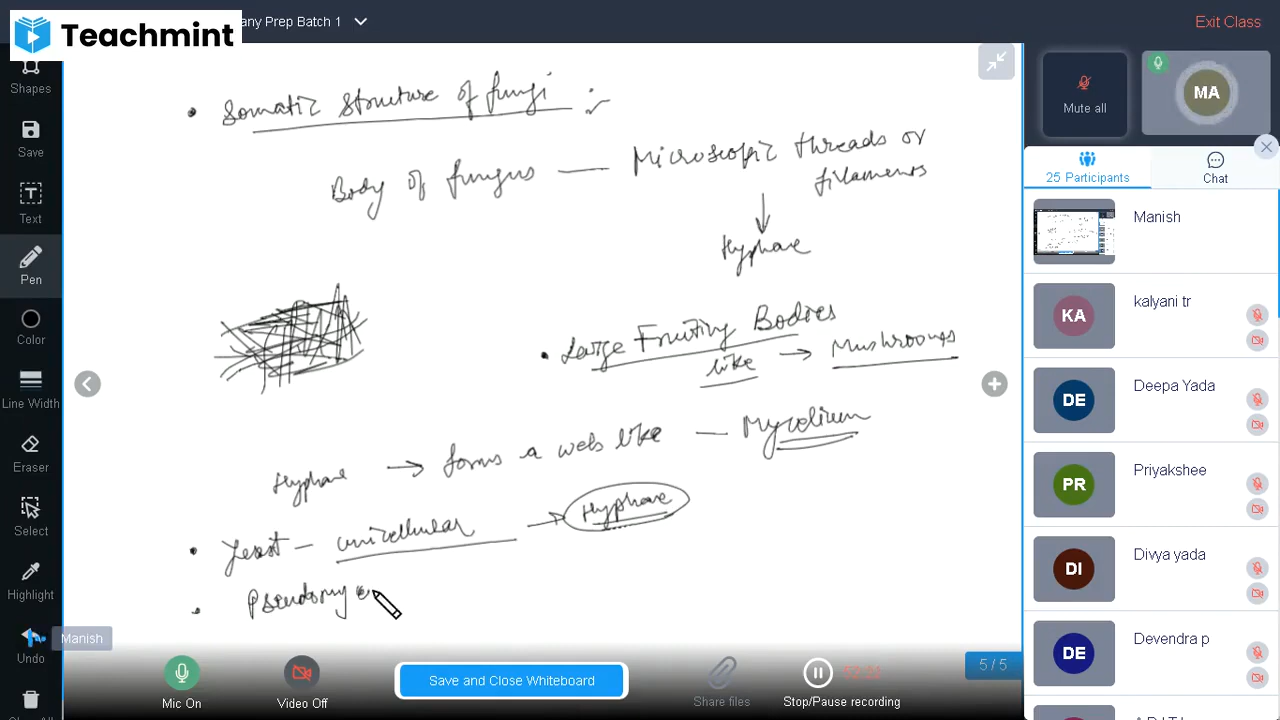 Teachmint
any Prep Batch 1
Exit Class
Shapes
Save
Text
Pen
Color
Line Width
Eraser
Select
Highlight
Undo
Manish
• Somatic Structure of fungi :-
Body of fungus — Microscopic threads or
filaments
↓
Hyphae
• Large Fruiting Bodies
like → Mushrooms
Hyphae → forms a web like — Mycelium
• Yeast — unicellular → Hyphae
• Pseudomyc
Mute all
MA
25 Participants
Chat
Manish
KA kalyani tr
DE Deepa Yada
PR Priyakshee
DI Divya yada
DE Devendra p
5 / 5
Mic On
Video Off
Save and Close Whiteboard
Share files
Stop/Pause recording